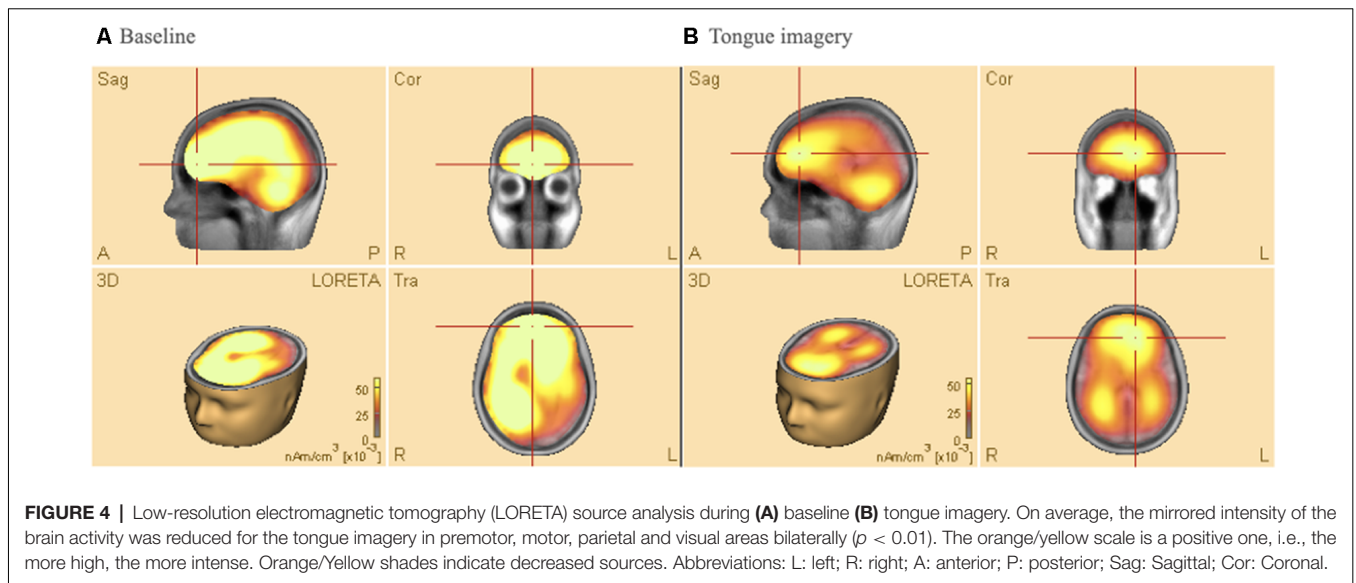 A Baseline
B Tongue imagery
Sag
Cor
A
P
R
L
3D
LORETA
Tra
50
25
0
nAm/cm³ [x10⁻³]
R
L
Sag
Cor
A
P
R
L
3D
LORETA
Tra
50
25
0
nAm/cm³ [x10⁻³]
R
L
FIGURE 4 | Low-resolution electromagnetic tomography (LORETA) source analysis during (A) baseline (B) tongue imagery. On average, the mirrored intensity of the
brain activity was reduced for the tongue imagery in premotor, motor, parietal and visual areas bilaterally (p < 0.01). The orange/yellow scale is a positive one, i.e., the
more high, the more intense. Orange/Yellow shades indicate decreased sources. Abbreviations: L: left; R: right; A: anterior; P: posterior; Sag: Sagittal; Cor: Coronal.